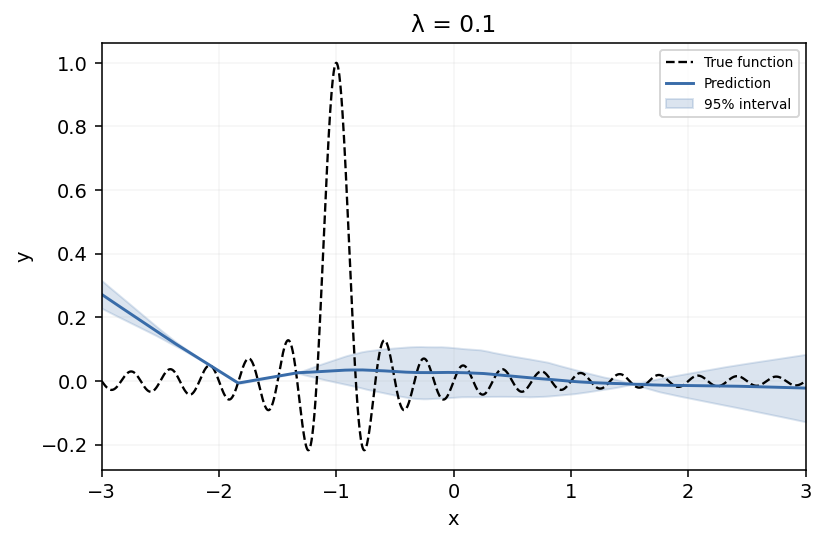 λ = 0.1
True function
Prediction
95% interval
y
1.0
0.8
0.6
0.4
0.2
0.0
−0.2
−3 −2 −1 0 1 2 3
x